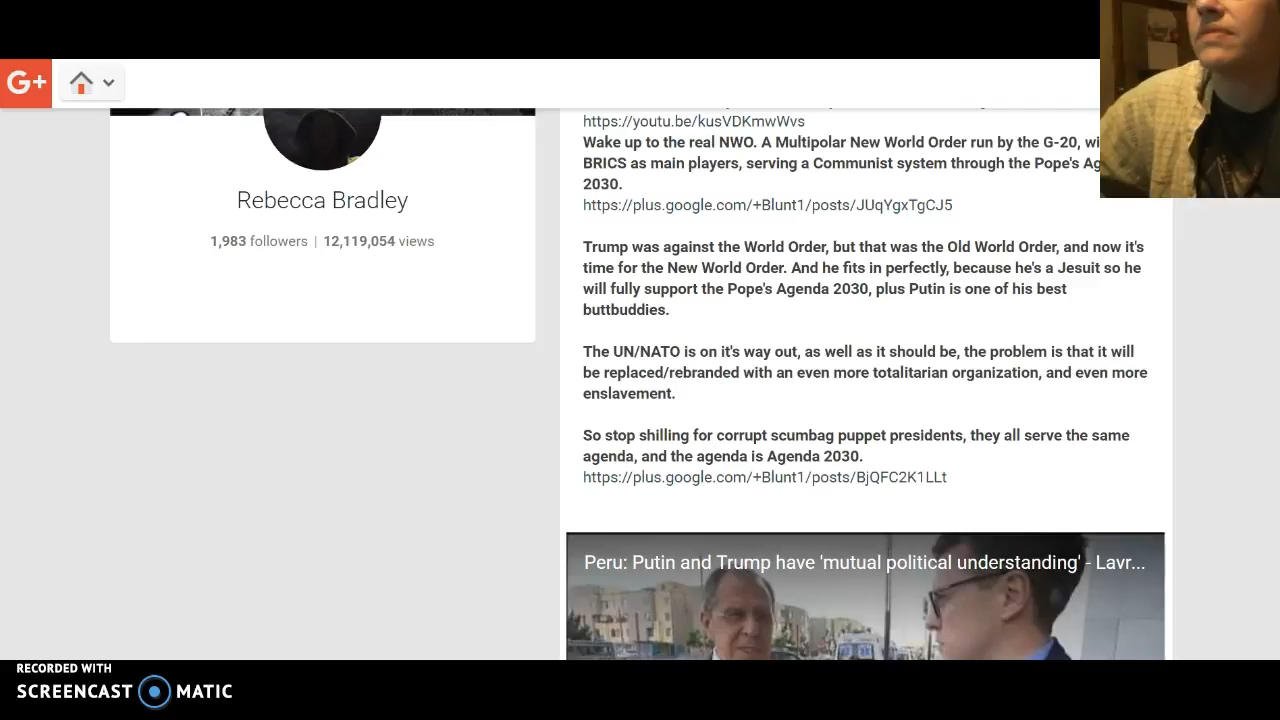 G+
https://youtu.be/kusVDKmwWvs
Wake up to the real NWO. A Multipolar New World Order run by the G-20,
BRICS as main players, serving a Communist system through the Pope's
2030.
https://plus.google.com/+Blunt1/posts/JUqYgxTgCJ5
Rebecca Bradley
1,983 followers | 12,119,054 views
Trump was against the World Order, but that was the Old World Order, and now it's
time for the New World Order. And he fits in perfectly, because he's a Jesuit so he
will fully support the Pope's Agenda 2030, plus Putin is one of his best
buttbuddies.
The UN/NATO is on it's way out, as well as it should be, the problem is that it will
be replaced/rebranded with an even more totalitarian organization, and even more
enslavement.
So stop shilling for corrupt scumbag puppet presidents, they all serve the same
agenda, and the agenda is Agenda 2030.
https://plus.google.com/+Blunt1/posts/BjQFC2K1LLt
Peru: Putin and Trump have 'mutual political understanding' - Lavr...
RECORDED WITH
SCREENCAST MATIC